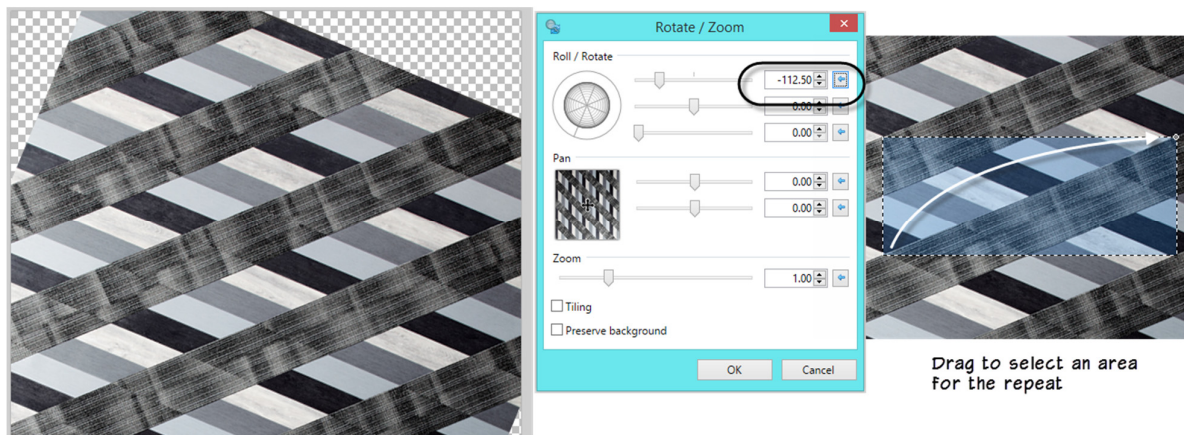 Rotate / Zoom
Roll / Rotate
-112.50
0.00
0.00
Pan
0.00
0.00
Zoom
1.00
Tiling
Preserve background
OK Cancel
Drag to select an area
for the repeat